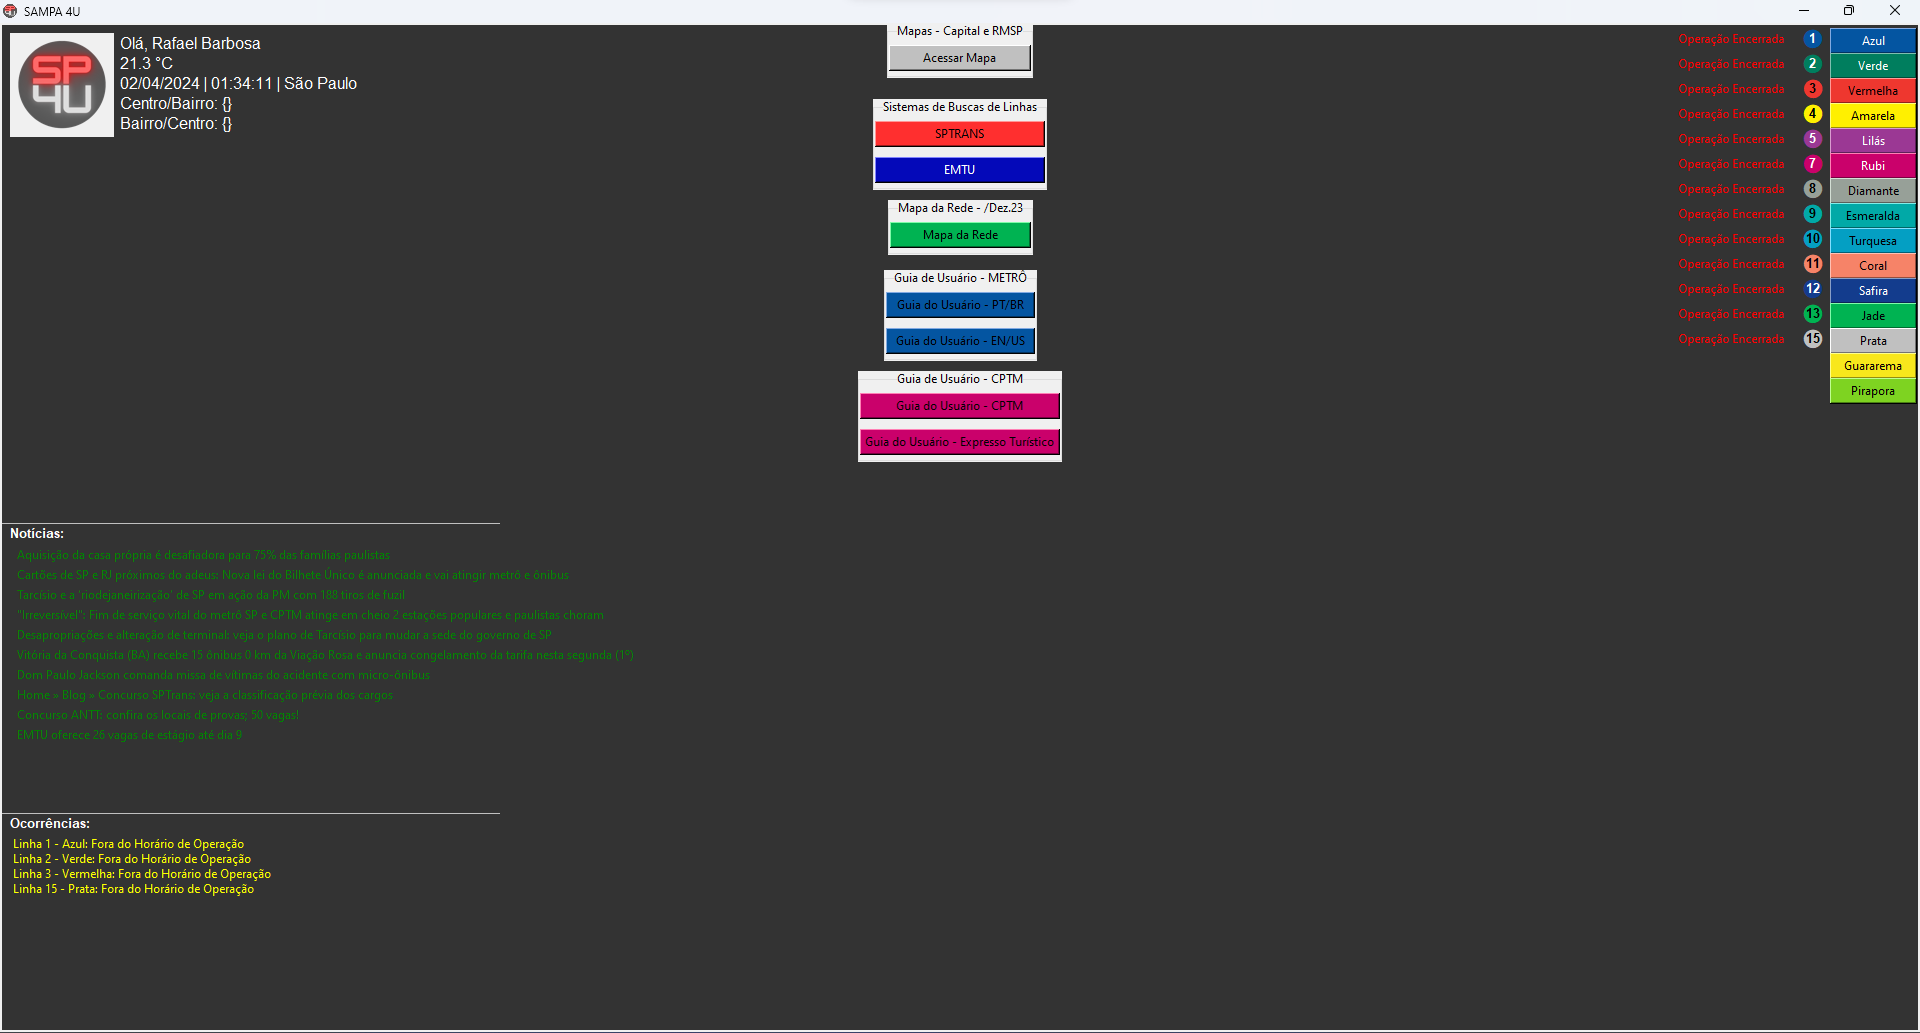 SAMPA 4U
SP
4U
Olá, Rafael Barbosa
21.3 °C
02/04/2024 | 01:34:11 | São Paulo
Centro/Bairro: {}
Bairro/Centro: {}
Mapas - Capital e RMSP
Acessar Mapa
Sistemas de Buscas de Linhas
SPTRANS
EMTU
Mapa da Rede - /Dez.23
Mapa da Rede
Guia de Usuário - METRÔ
Guia do Usuário - PT/BR
Guia do Usuário - EN/US
Guia de Usuário - CPTM
Guia do Usuário - CPTM
Guia do Usuário - Expresso Turístico
Operação Encerrada 1 Azul
Operação Encerrada 2 Verde
Operação Encerrada 3 Vermelha
Operação Encerrada 4 Amarela
Operação Encerrada 5 Lilás
Operação Encerrada 7 Rubi
Operação Encerrada 8 Diamante
Operação Encerrada 9 Esmeralda
Operação Encerrada 10 Turquesa
Operação Encerrada 11 Coral
Operação Encerrada 12 Safira
Operação Encerrada 13 Jade
Operação Encerrada 15 Prata
Guararema
Pirapora
Notícias:
Aquisição da casa própria é desafiadora para 75% das famílias paulistas
Cartões de SP e RJ próximos do adeus: Nova lei do Bilhete Único é anunciada e vai atingir metrô e ônibus
Tarcísio e a 'riodejaneirização' de SP em ação da PM com 188 tiros de fuzil
"Irreversível": Fim de serviço vital do metrô SP e CPTM atinge em cheio 2 estações populares e paulistas choram
Desapropriações e alteração de terminal: veja o plano de Tarcísio para mudar a sede do governo de SP
Vitória da Conquista (BA) recebe 15 ônibus 0 km da Viação Rosa e anuncia congelamento da tarifa nesta segunda (1º)
Dom Paulo Jackson comanda missa de vítimas do acidente com micro-ônibus
Home » Blog » Concurso SPTrans: veja a classificação prévia dos cargos
Concurso ANTT: confira os locais de provas; 50 vagas!
EMTU oferece 26 vagas de estágio até dia 9
Ocorrências:
Linha 1 - Azul: Fora do Horário de Operação
Linha 2 - Verde: Fora do Horário de Operação
Linha 3 - Vermelha: Fora do Horário de Operação
Linha 15 - Prata: Fora do Horário de Operação